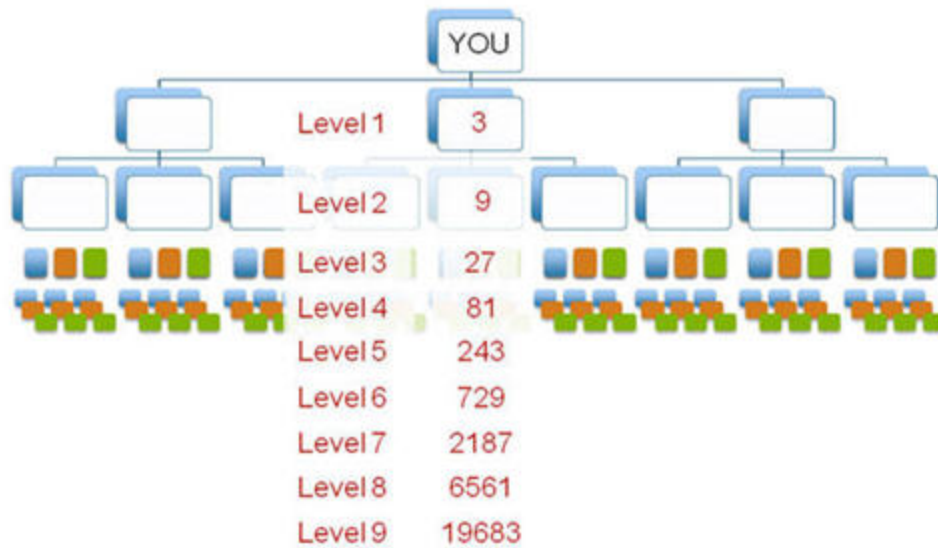 YOU
Level 1 3
Level 2 9
Level 3 27
Level 4 81
Level 5 243
Level 6 729
Level 7 2187
Level 8 6561
Level 9 19683